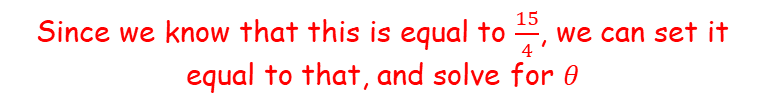 Since we know that this is equal to 15/4, we can set it
equal to that, and solve for θ